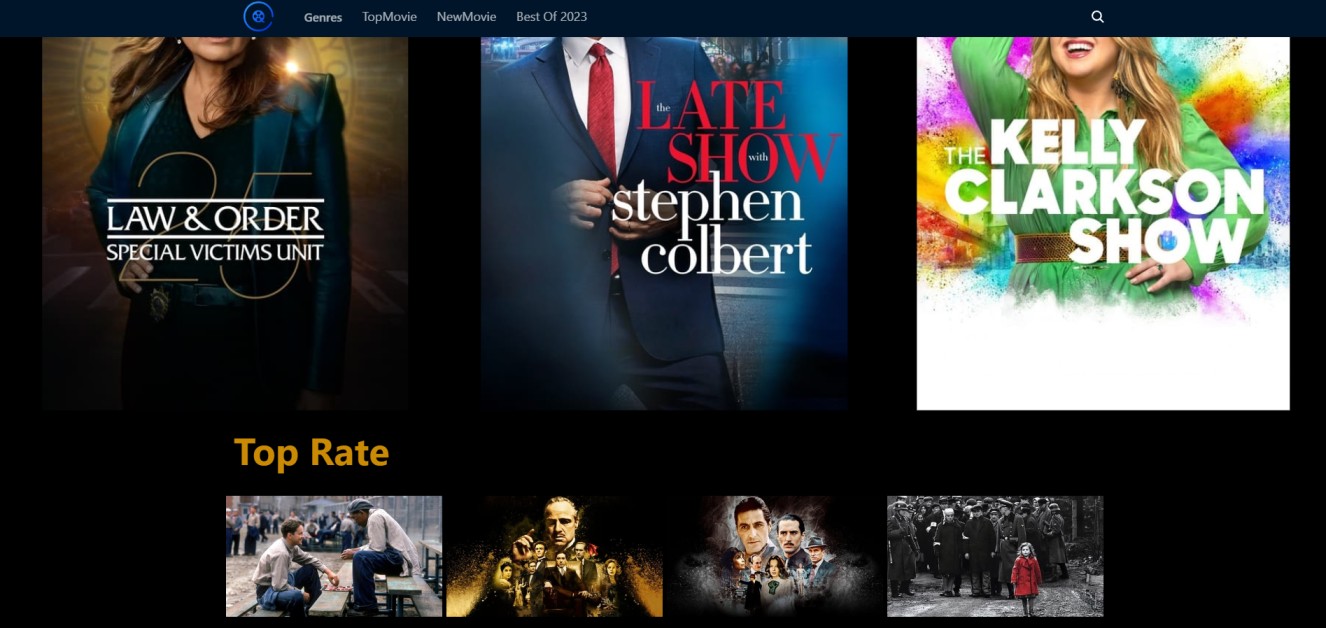 Genres TopMovie NewMovie Best Of 2023
25
LAW & ORDER
SPECIAL VICTIMS UNIT
the LATE
SHOW with
stephen
colbert
THE KELLY
CLARKSON
SHOW
Top Rate